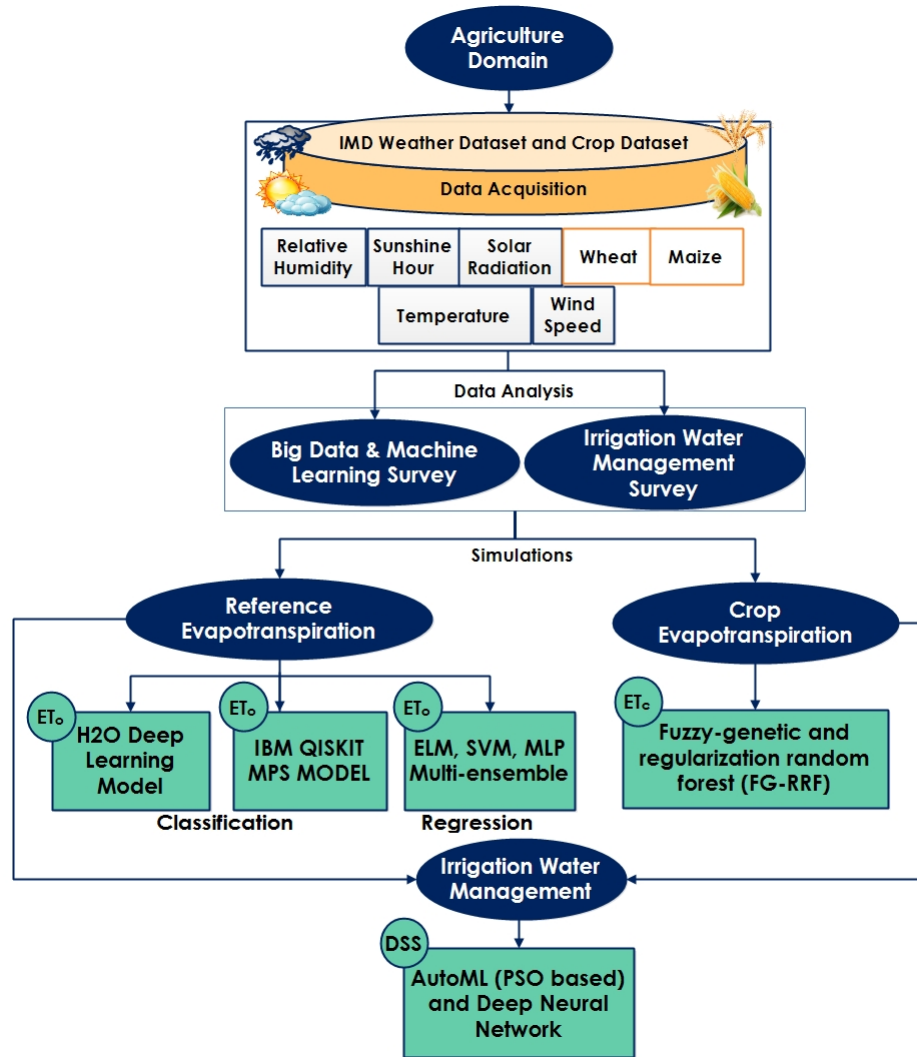 Agriculture
Domain
IMD Weather Dataset and Crop Dataset
Data Acquisition
Relative
Humidity
Sunshine
Hour
Solar
Radiation
Wheat
Maize
Temperature
Wind
Speed
Data Analysis
Big Data & Machine
Learning Survey
Irrigation Water
Management
Survey
Simulations
Reference
Evapotranspiration
Crop
Evapotranspiration
ETₒ
H2O Deep
Learning
Model
ETₒ
IBM QISKIT
MPS MODEL
ETₒ
ELM, SVM, MLP
Multi-ensemble
ET꜀
Fuzzy-genetic and
regularization random
forest (FG-RRF)
Classification
Regression
Irrigation Water
Management
DSS
AutoML (PSO based)
and Deep Neural
Network